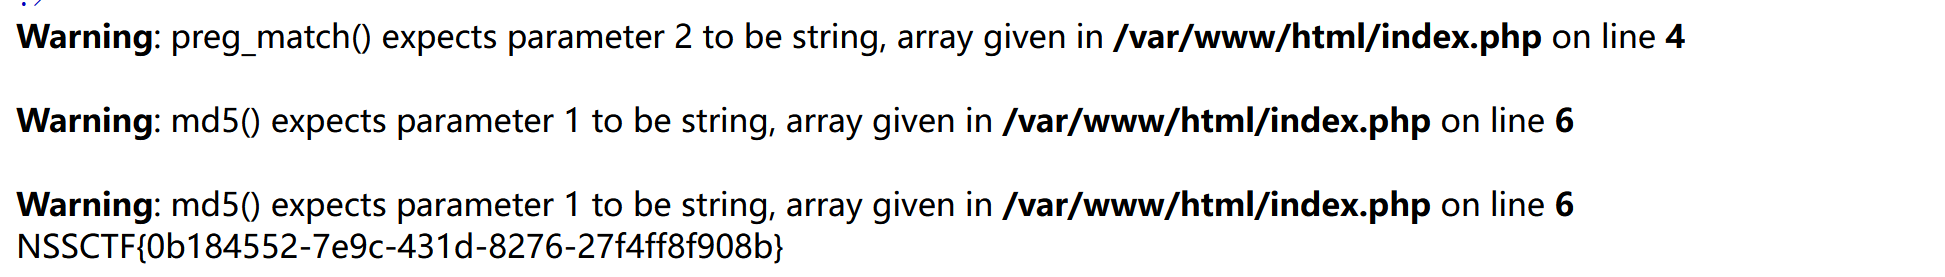 Warning: preg_match() expects parameter 2 to be string, array given in /var/www/html/index.php on line 4
Warning: md5() expects parameter 1 to be string, array given in /var/www/html/index.php on line 6
Warning: md5() expects parameter 1 to be string, array given in /var/www/html/index.php on line 6
NSSCTF{0b184552-7e9c-431d-8276-27f4ff8f908b}